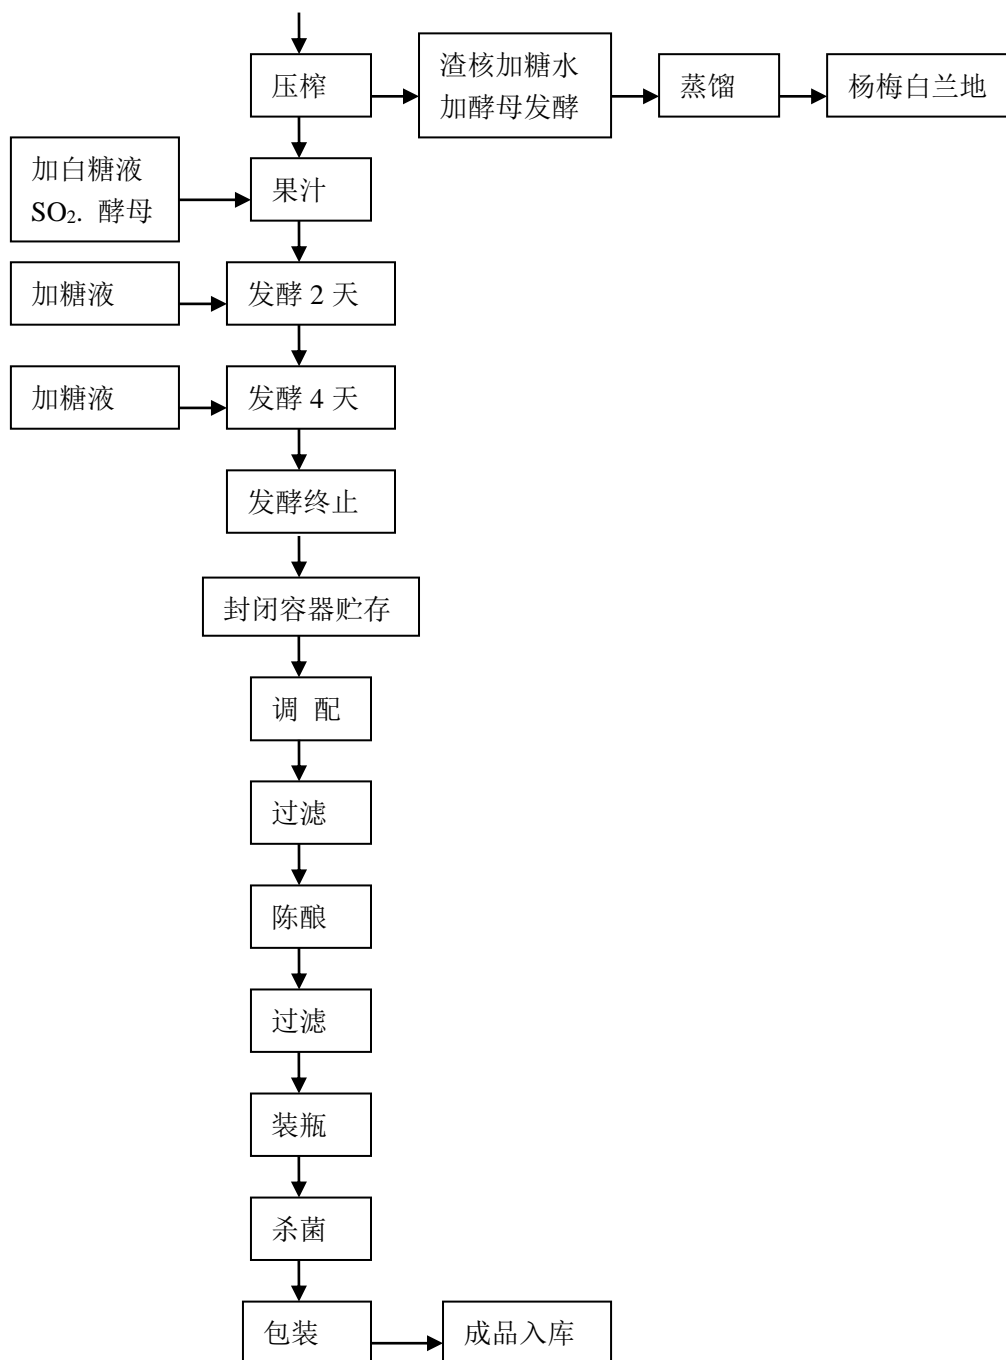 压榨
渣核加糖水
加酵母发酵
蒸馏
杨梅白兰地
加白糖液
SO₂. 酵母
果汁
加糖液
发酵 2 天
加糖液
发酵 4 天
发酵终止
封闭容器贮存
调 配
过滤
陈酿
过滤
装瓶
杀菌
包装
成品入库